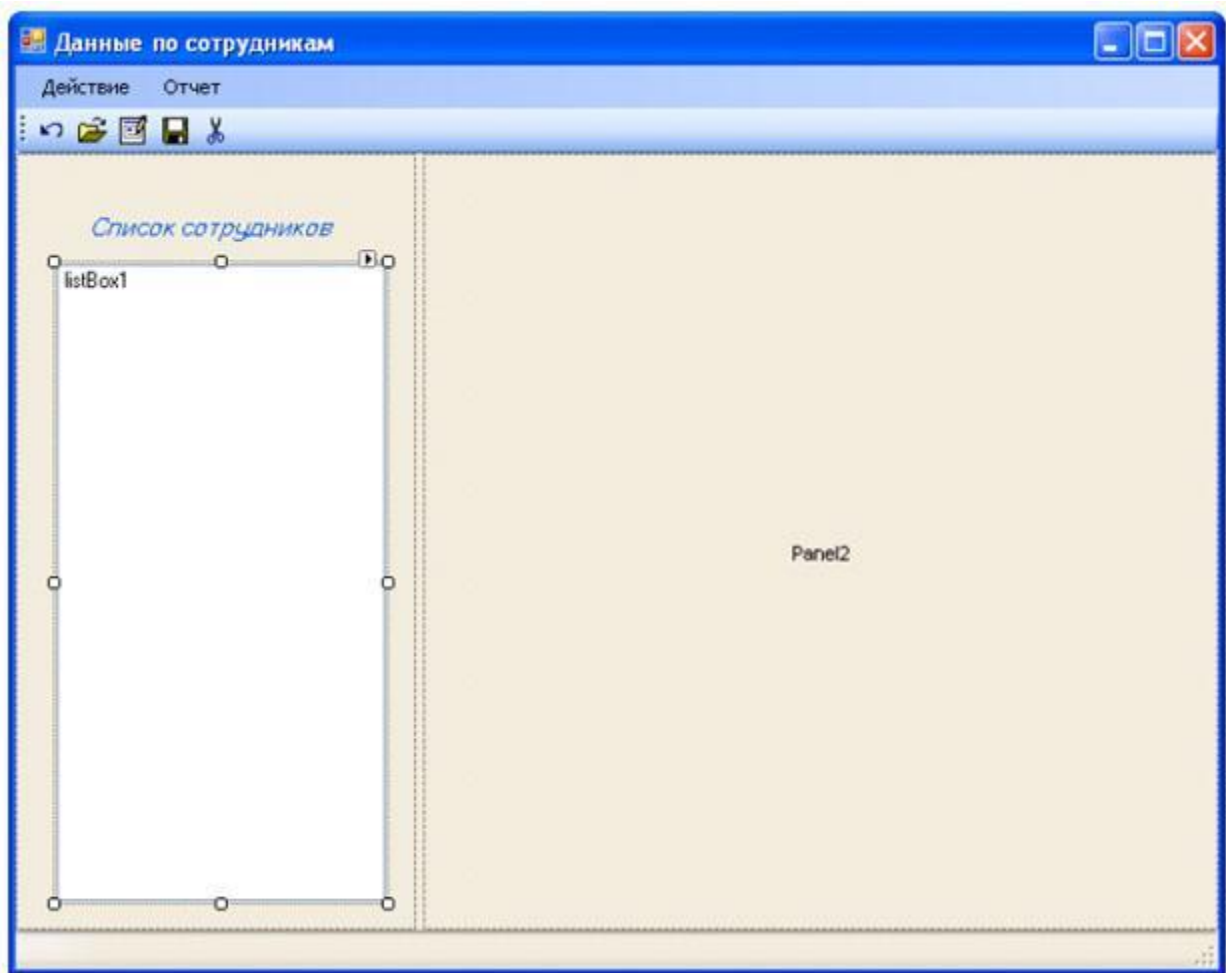 Данные по сотрудникам
Действие Отчет
Список сотрудников
listBox1
Panel2